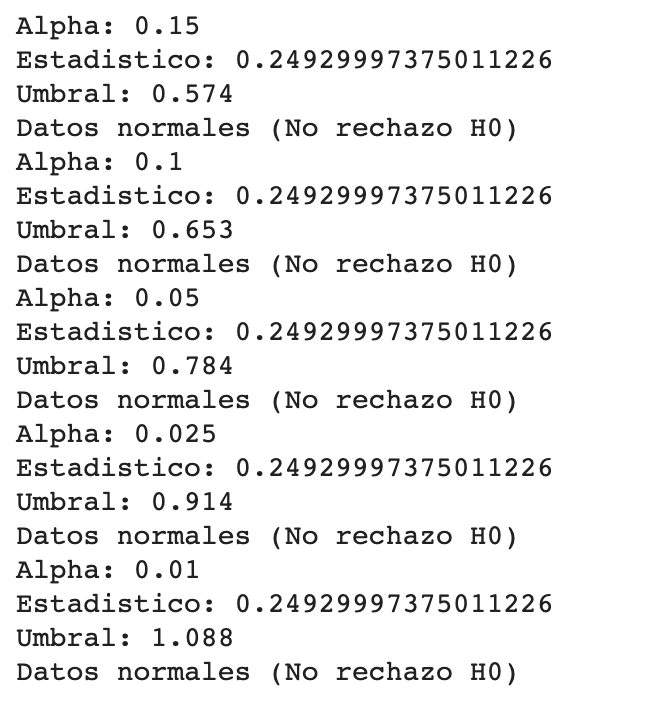 Alpha: 0.15
Estadistico: 0.24929997375011226
Umbral: 0.574
Datos normales (No rechazo H0)
Alpha: 0.1
Estadistico: 0.24929997375011226
Umbral: 0.653
Datos normales (No rechazo H0)
Alpha: 0.05
Estadistico: 0.24929997375011226
Umbral: 0.784
Datos normales (No rechazo H0)
Alpha: 0.025
Estadistico: 0.24929997375011226
Umbral: 0.914
Datos normales (No rechazo H0)
Alpha: 0.01
Estadistico: 0.24929997375011226
Umbral: 1.088
Datos normales (No rechazo H0)